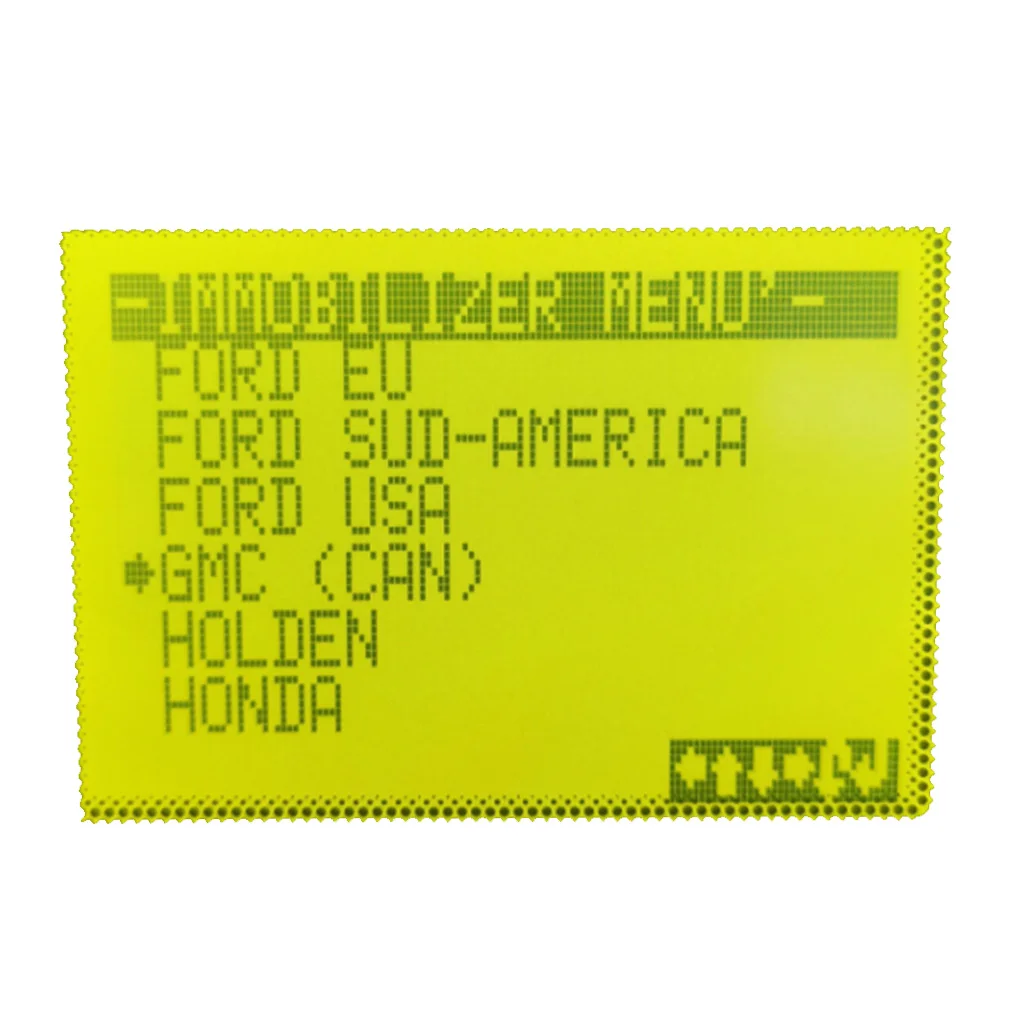 -IMMOBILIZER MENU'-
FORD EU
FORD SUD-AMERICA
FORD USA
GMC (CAN)
HOLDEN
HONDA